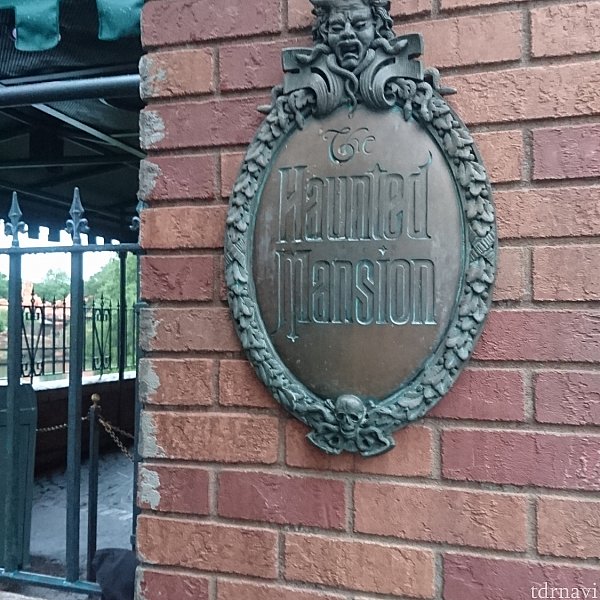 The
Haunted
Mansion
tdrnavi